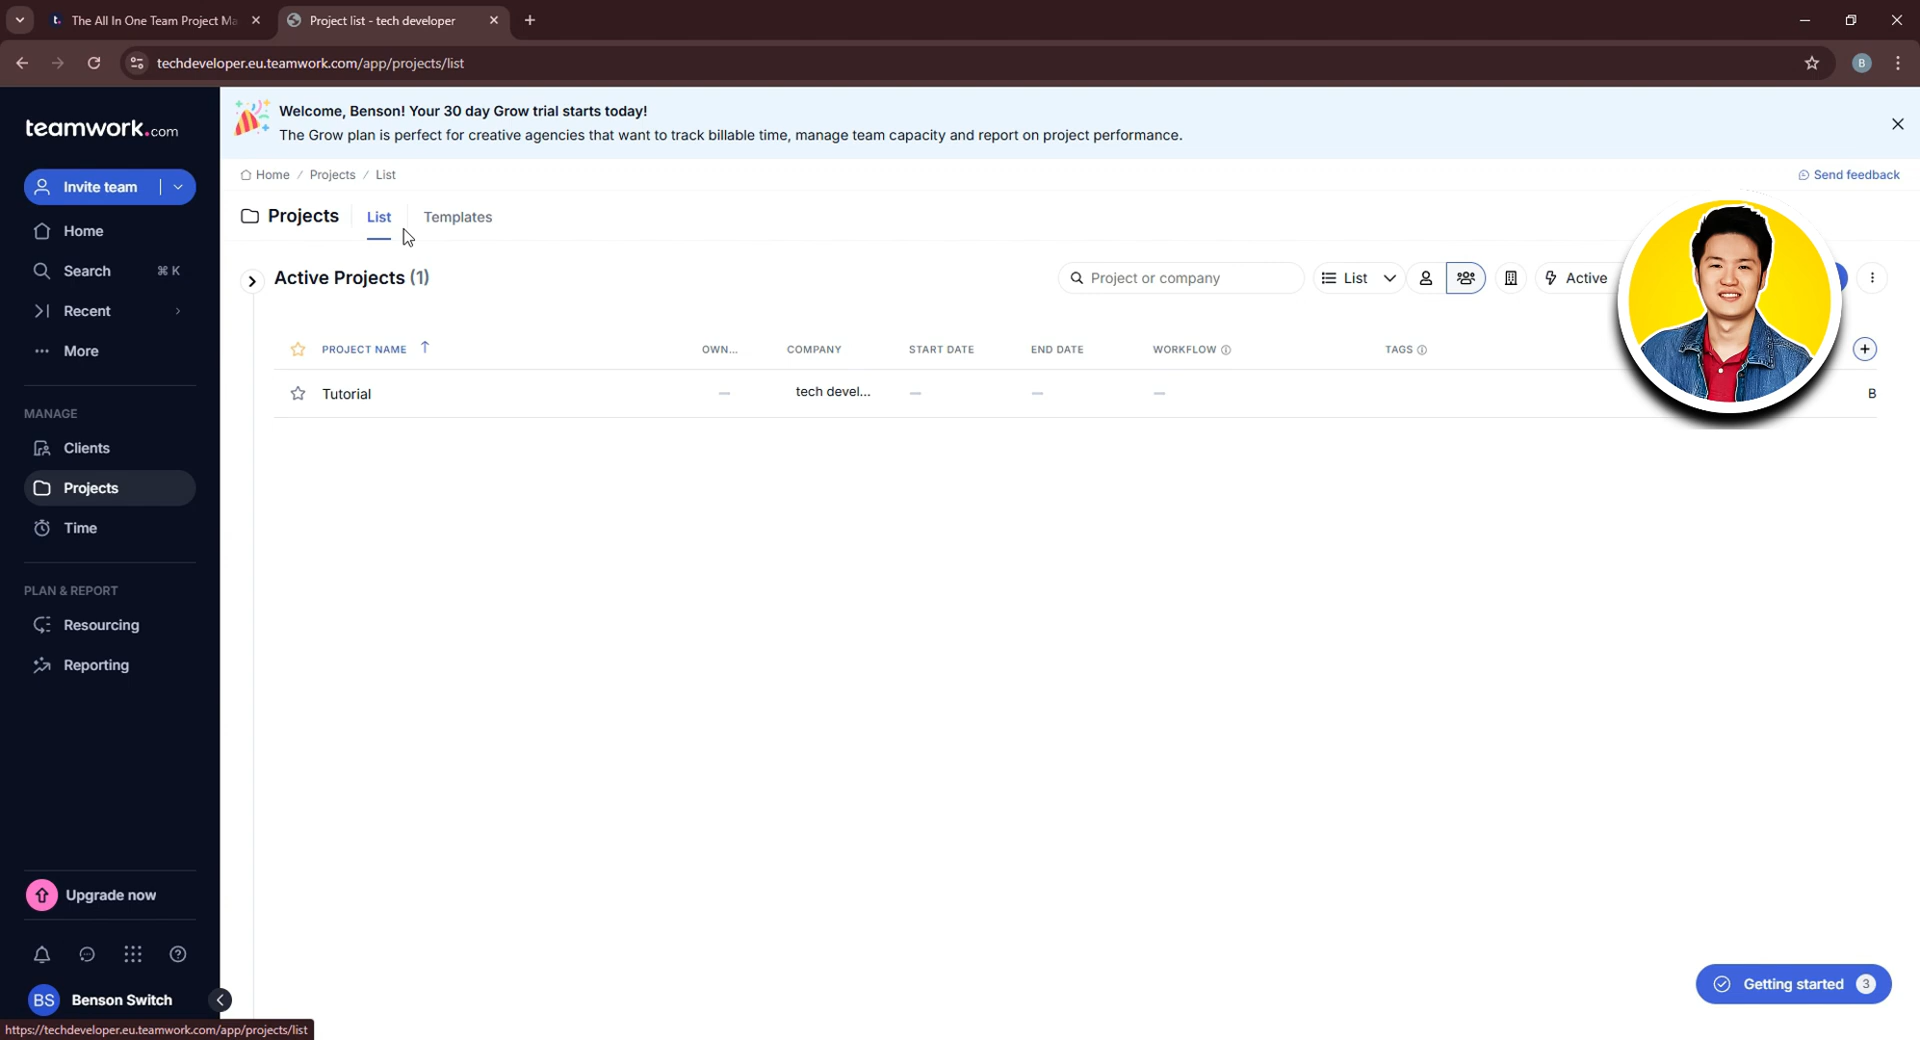 The All In One Team Project Ma
Project list - tech developer
techdeveloper.eu.teamwork.com/app/projects/list
B
teamwork.com
Welcome, Benson! Your 30 day Grow trial starts today!
The Grow plan is perfect for creative agencies that want to track billable time, manage team capacity and report on project performance.
Invite team
Home / Projects / List
Send feedback
Projects
List
Templates
Home
Search ⌘ K
Recent
More
Active Projects (1)
Project or company
List
Active
PROJECT NAME
OWN...
COMPANY
START DATE
END DATE
WORKFLOW
TAGS
Tutorial
—
tech devel...
—
—
—
B
MANAGE
Clients
Projects
Time
PLAN & REPORT
Resourcing
Reporting
Upgrade now
BS Benson Switch
Getting started 3
https://techdeveloper.eu.teamwork.com/app/projects/list